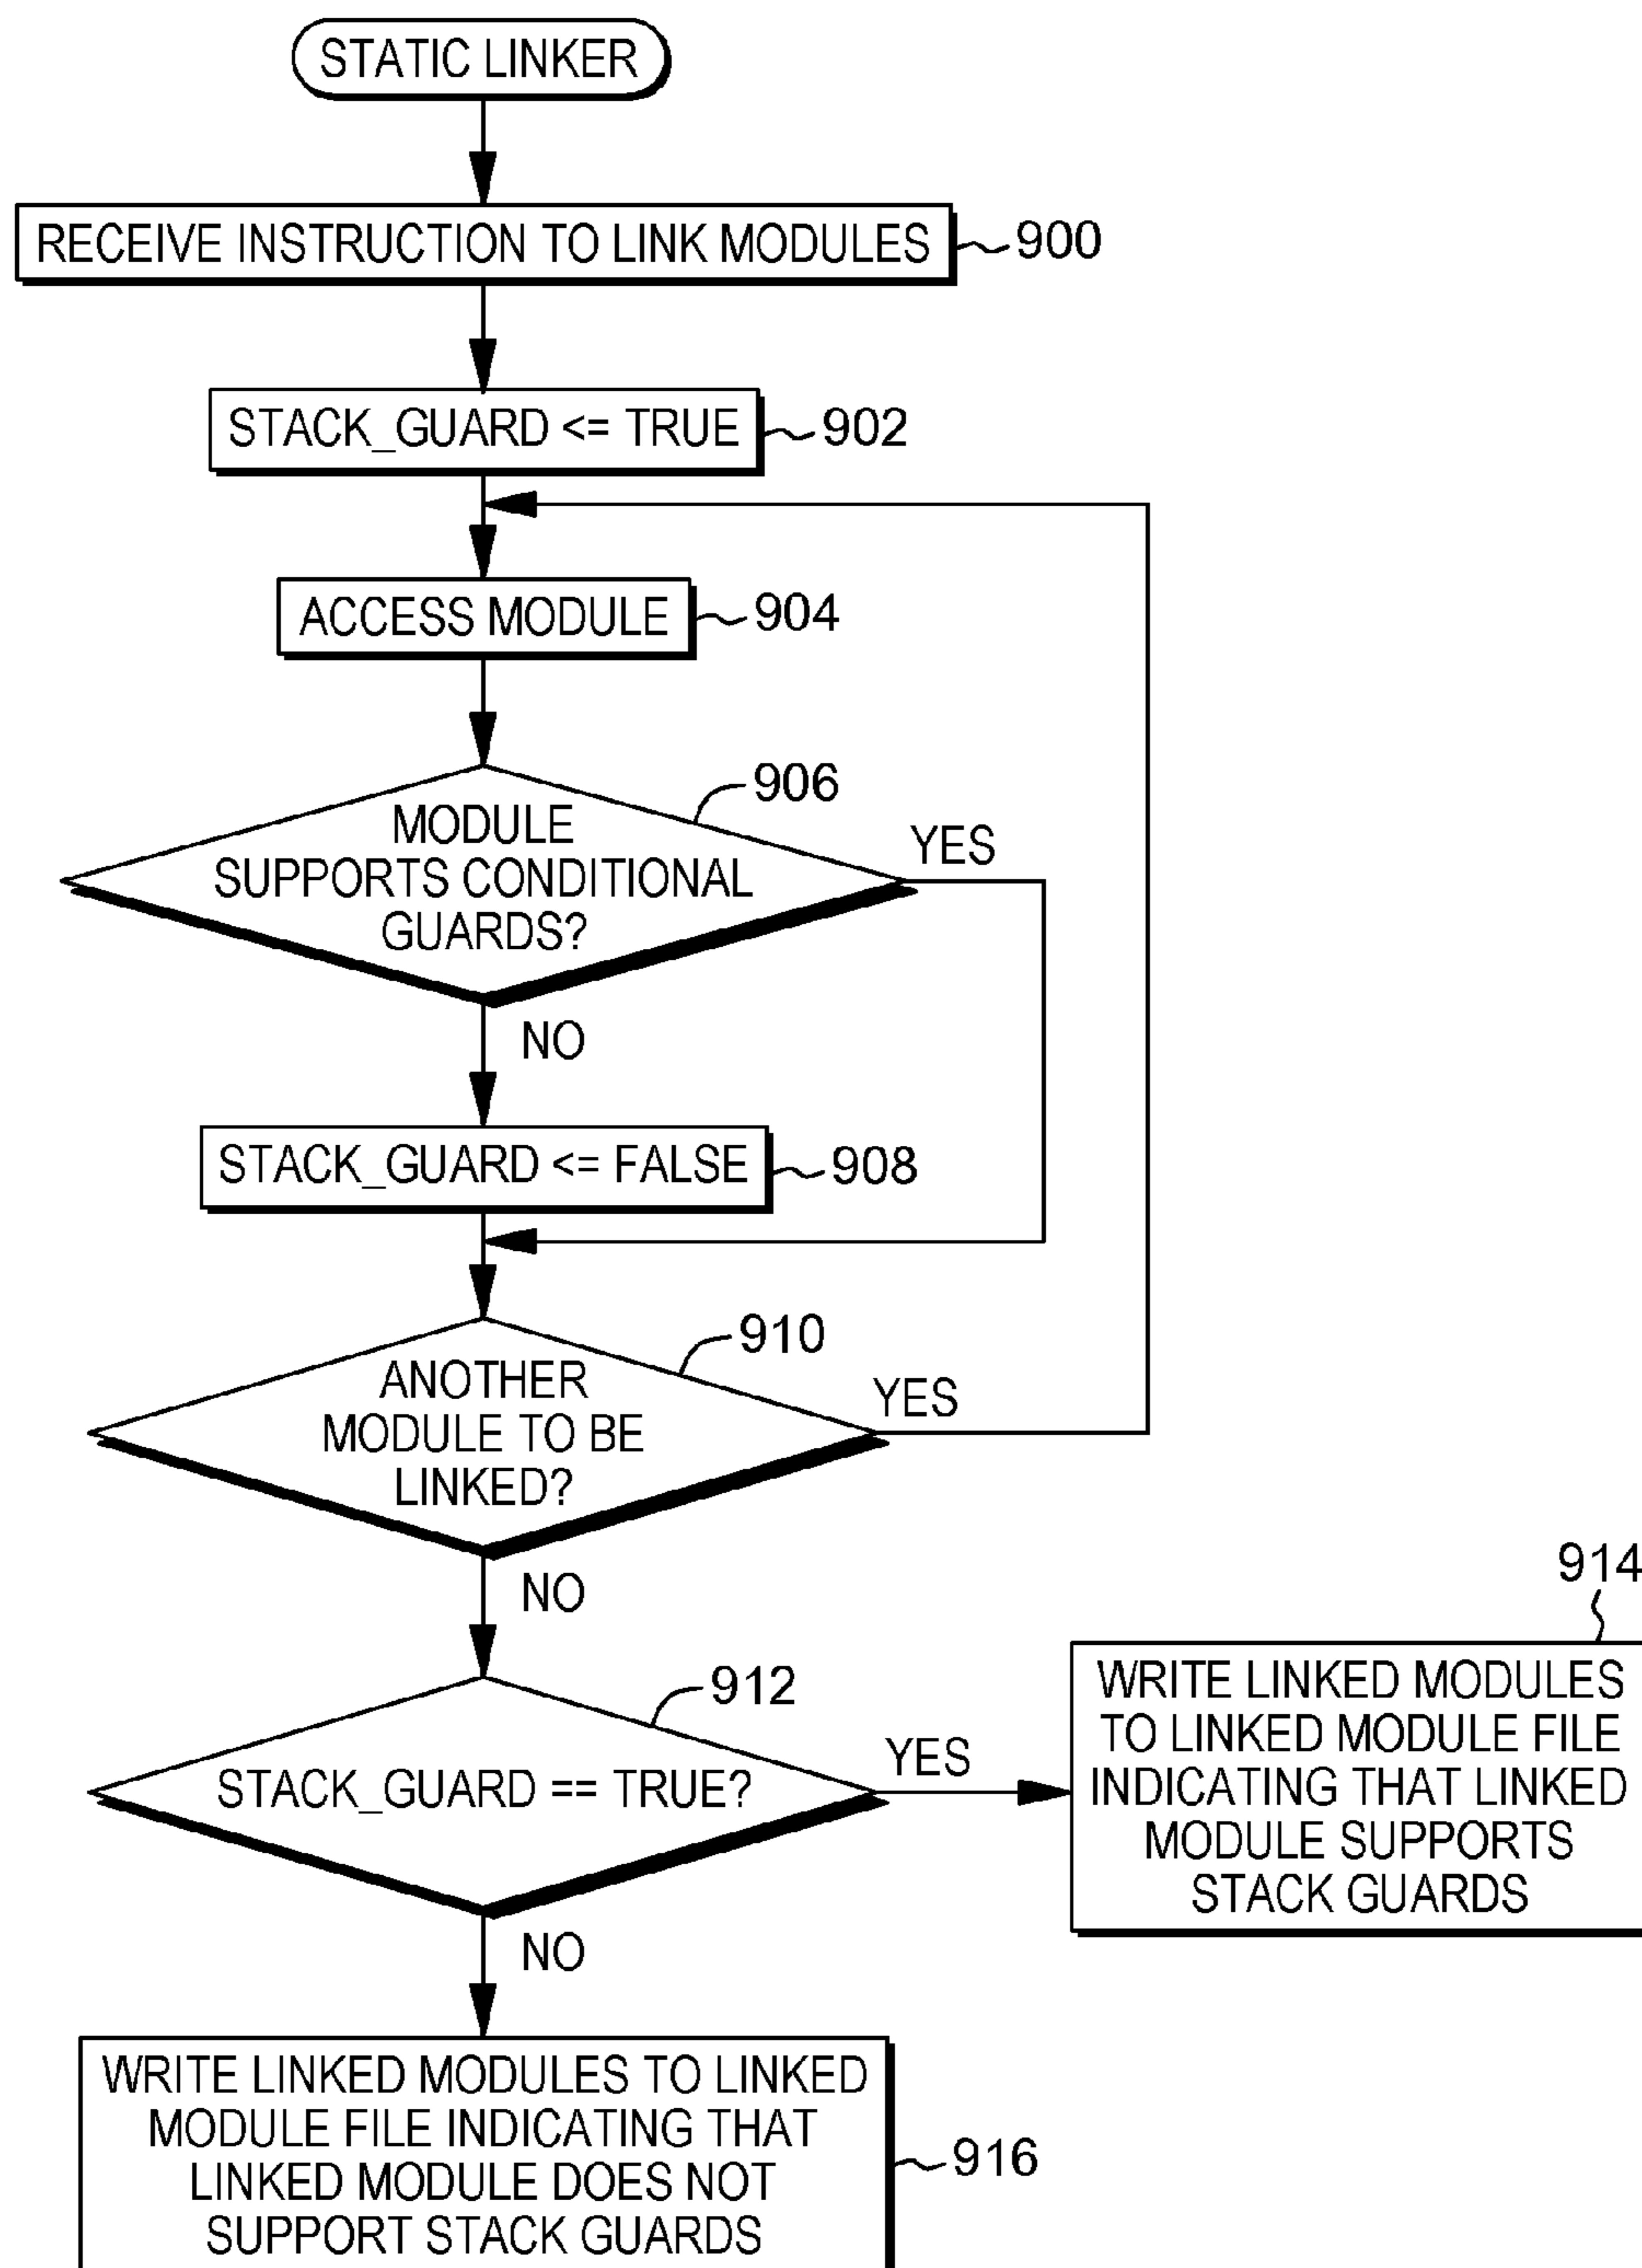 STATIC LINKER
RECEIVE INSTRUCTION TO LINK MODULES
900
STACK_GUARD <= TRUE
902
ACCESS MODULE
904
906
MODULE
SUPPORTS CONDITIONAL
GUARDS?
YES
NO
STACK_GUARD <= FALSE
908
910
ANOTHER
MODULE TO BE
LINKED?
YES
NO
912
STACK_GUARD == TRUE?
YES
914
WRITE LINKED MODULES
TO LINKED MODULE FILE
INDICATING THAT LINKED
MODULE SUPPORTS
STACK GUARDS
NO
WRITE LINKED MODULES TO LINKED
MODULE FILE INDICATING THAT
LINKED MODULE DOES NOT
SUPPORT STACK GUARDS
916